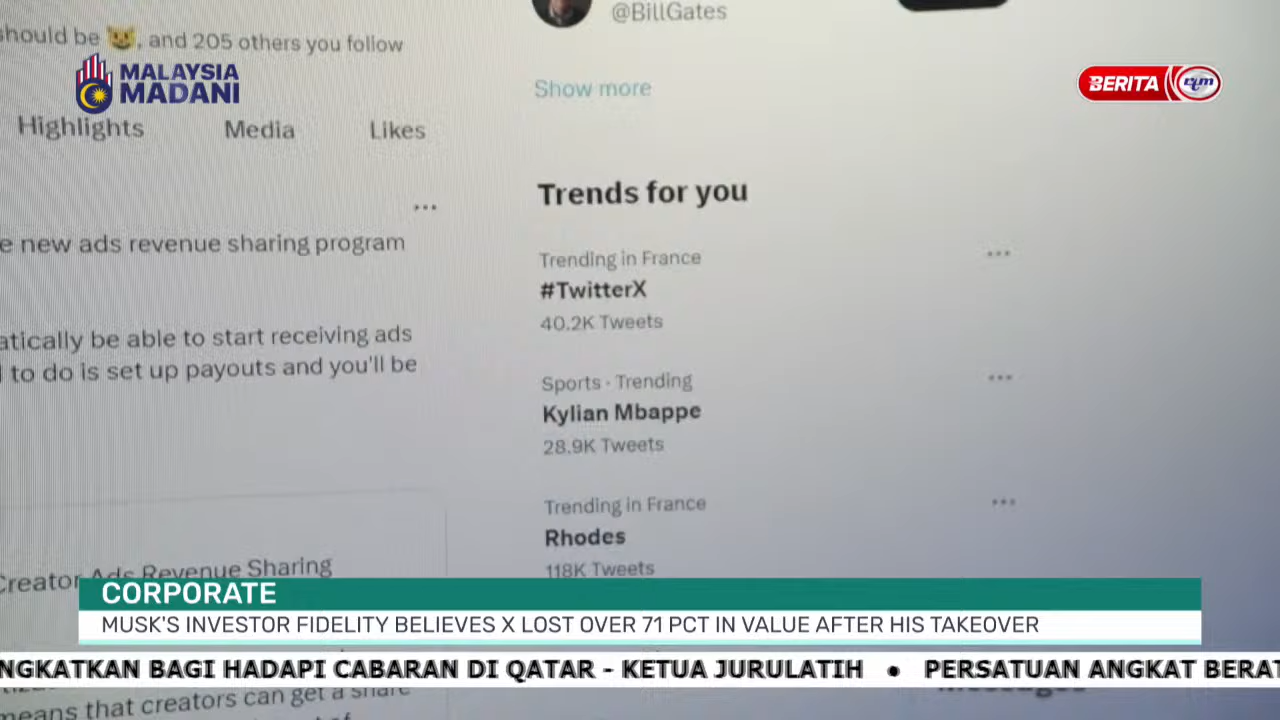 should be 😺, and 205 others you follow
@BillGates
MALAYSIA
MADANI
BERITA rtm
Show more
Highlights Media Likes
Trends for you
e new ads revenue sharing program
Trending in France
#TwitterX
40.2K Tweets
atically be able to start receiving ads
to do is set up payouts and you'll be
Sports · Trending
Kylian Mbappe
28.9K Tweets
Trending in France
Rhodes
118K Tweets
Creator Ads Revenue Sharing
CORPORATE
MUSK'S INVESTOR FIDELITY BELIEVES X LOST OVER 71 PCT IN VALUE AFTER HIS TAKEOVER
NGKATKAN BAGI HADAPI CABARAN DI QATAR - KETUA JURULATIH • PERSATUAN ANGKAT BERAT
means that creators can get a share